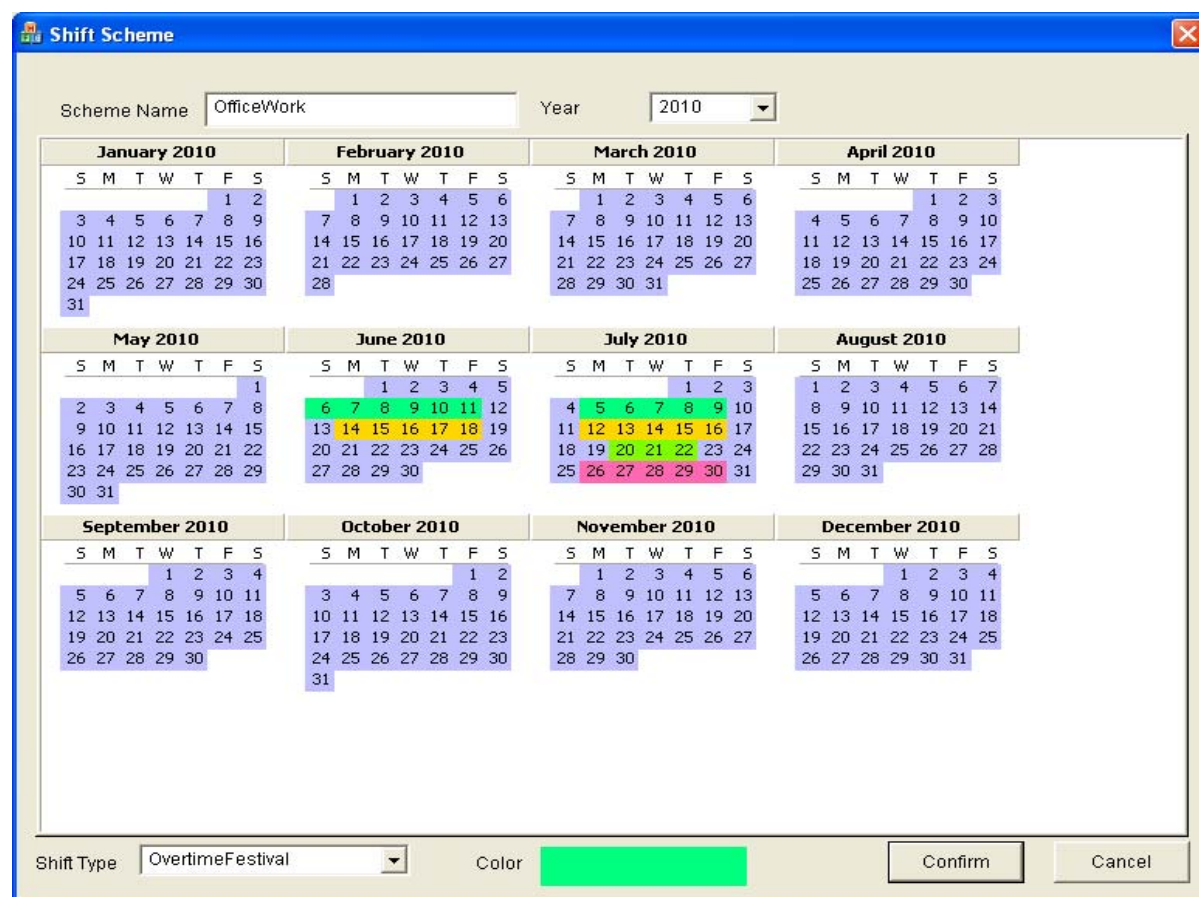 Shift Scheme
Scheme Name OfficeWork Year 2010
January 2010 February 2010 March 2010 April 2010
S M T W T F S S M T W T F S S M T W T F S S M T W T F S
1 2 1 2 3 4 5 6 1 2 3 4 5 6 1 2 3
3 4 5 6 7 8 9 7 8 9 10 11 12 13 7 8 9 10 11 12 13 4 5 6 7 8 9 10
10 11 12 13 14 15 16 14 15 16 17 18 19 20 14 15 16 17 18 19 20 11 12 13 14 15 16 17
17 18 19 20 21 22 23 21 22 23 24 25 26 27 21 22 23 24 25 26 27 18 19 20 21 22 23 24
24 25 26 27 28 29 30 28 28 29 30 31 25 26 27 28 29 30
31
May 2010 June 2010 July 2010 August 2010
S M T W T F S S M T W T F S S M T W T F S S M T W T F S
1 1 2 3 4 5 1 2 3 1 2 3 4 5 6 7
2 3 4 5 6 7 8 6 7 8 9 10 11 12 4 5 6 7 8 9 10 8 9 10 11 12 13 14
9 10 11 12 13 14 15 13 14 15 16 17 18 19 11 12 13 14 15 16 17 15 16 17 18 19 20 21
16 17 18 19 20 21 22 20 21 22 23 24 25 26 18 19 20 21 22 23 24 22 23 24 25 26 27 28
23 24 25 26 27 28 29 27 28 29 30 25 26 27 28 29 30 31 29 30 31
30 31
September 2010 October 2010 November 2010 December 2010
S M T W T F S S M T W T F S S M T W T F S S M T W T F S
1 2 3 4 1 2 1 2 3 4 5 6 1 2 3 4
5 6 7 8 9 10 11 3 4 5 6 7 8 9 7 8 9 10 11 12 13 5 6 7 8 9 10 11
12 13 14 15 16 17 18 10 11 12 13 14 15 16 14 15 16 17 18 19 20 12 13 14 15 16 17 18
19 20 21 22 23 24 25 17 18 19 20 21 22 23 21 22 23 24 25 26 27 19 20 21 22 23 24 25
26 27 28 29 30 24 25 26 27 28 29 30 28 29 30 26 27 28 29 30 31
31
Shift Type OvertimeFestival Color Confirm Cancel